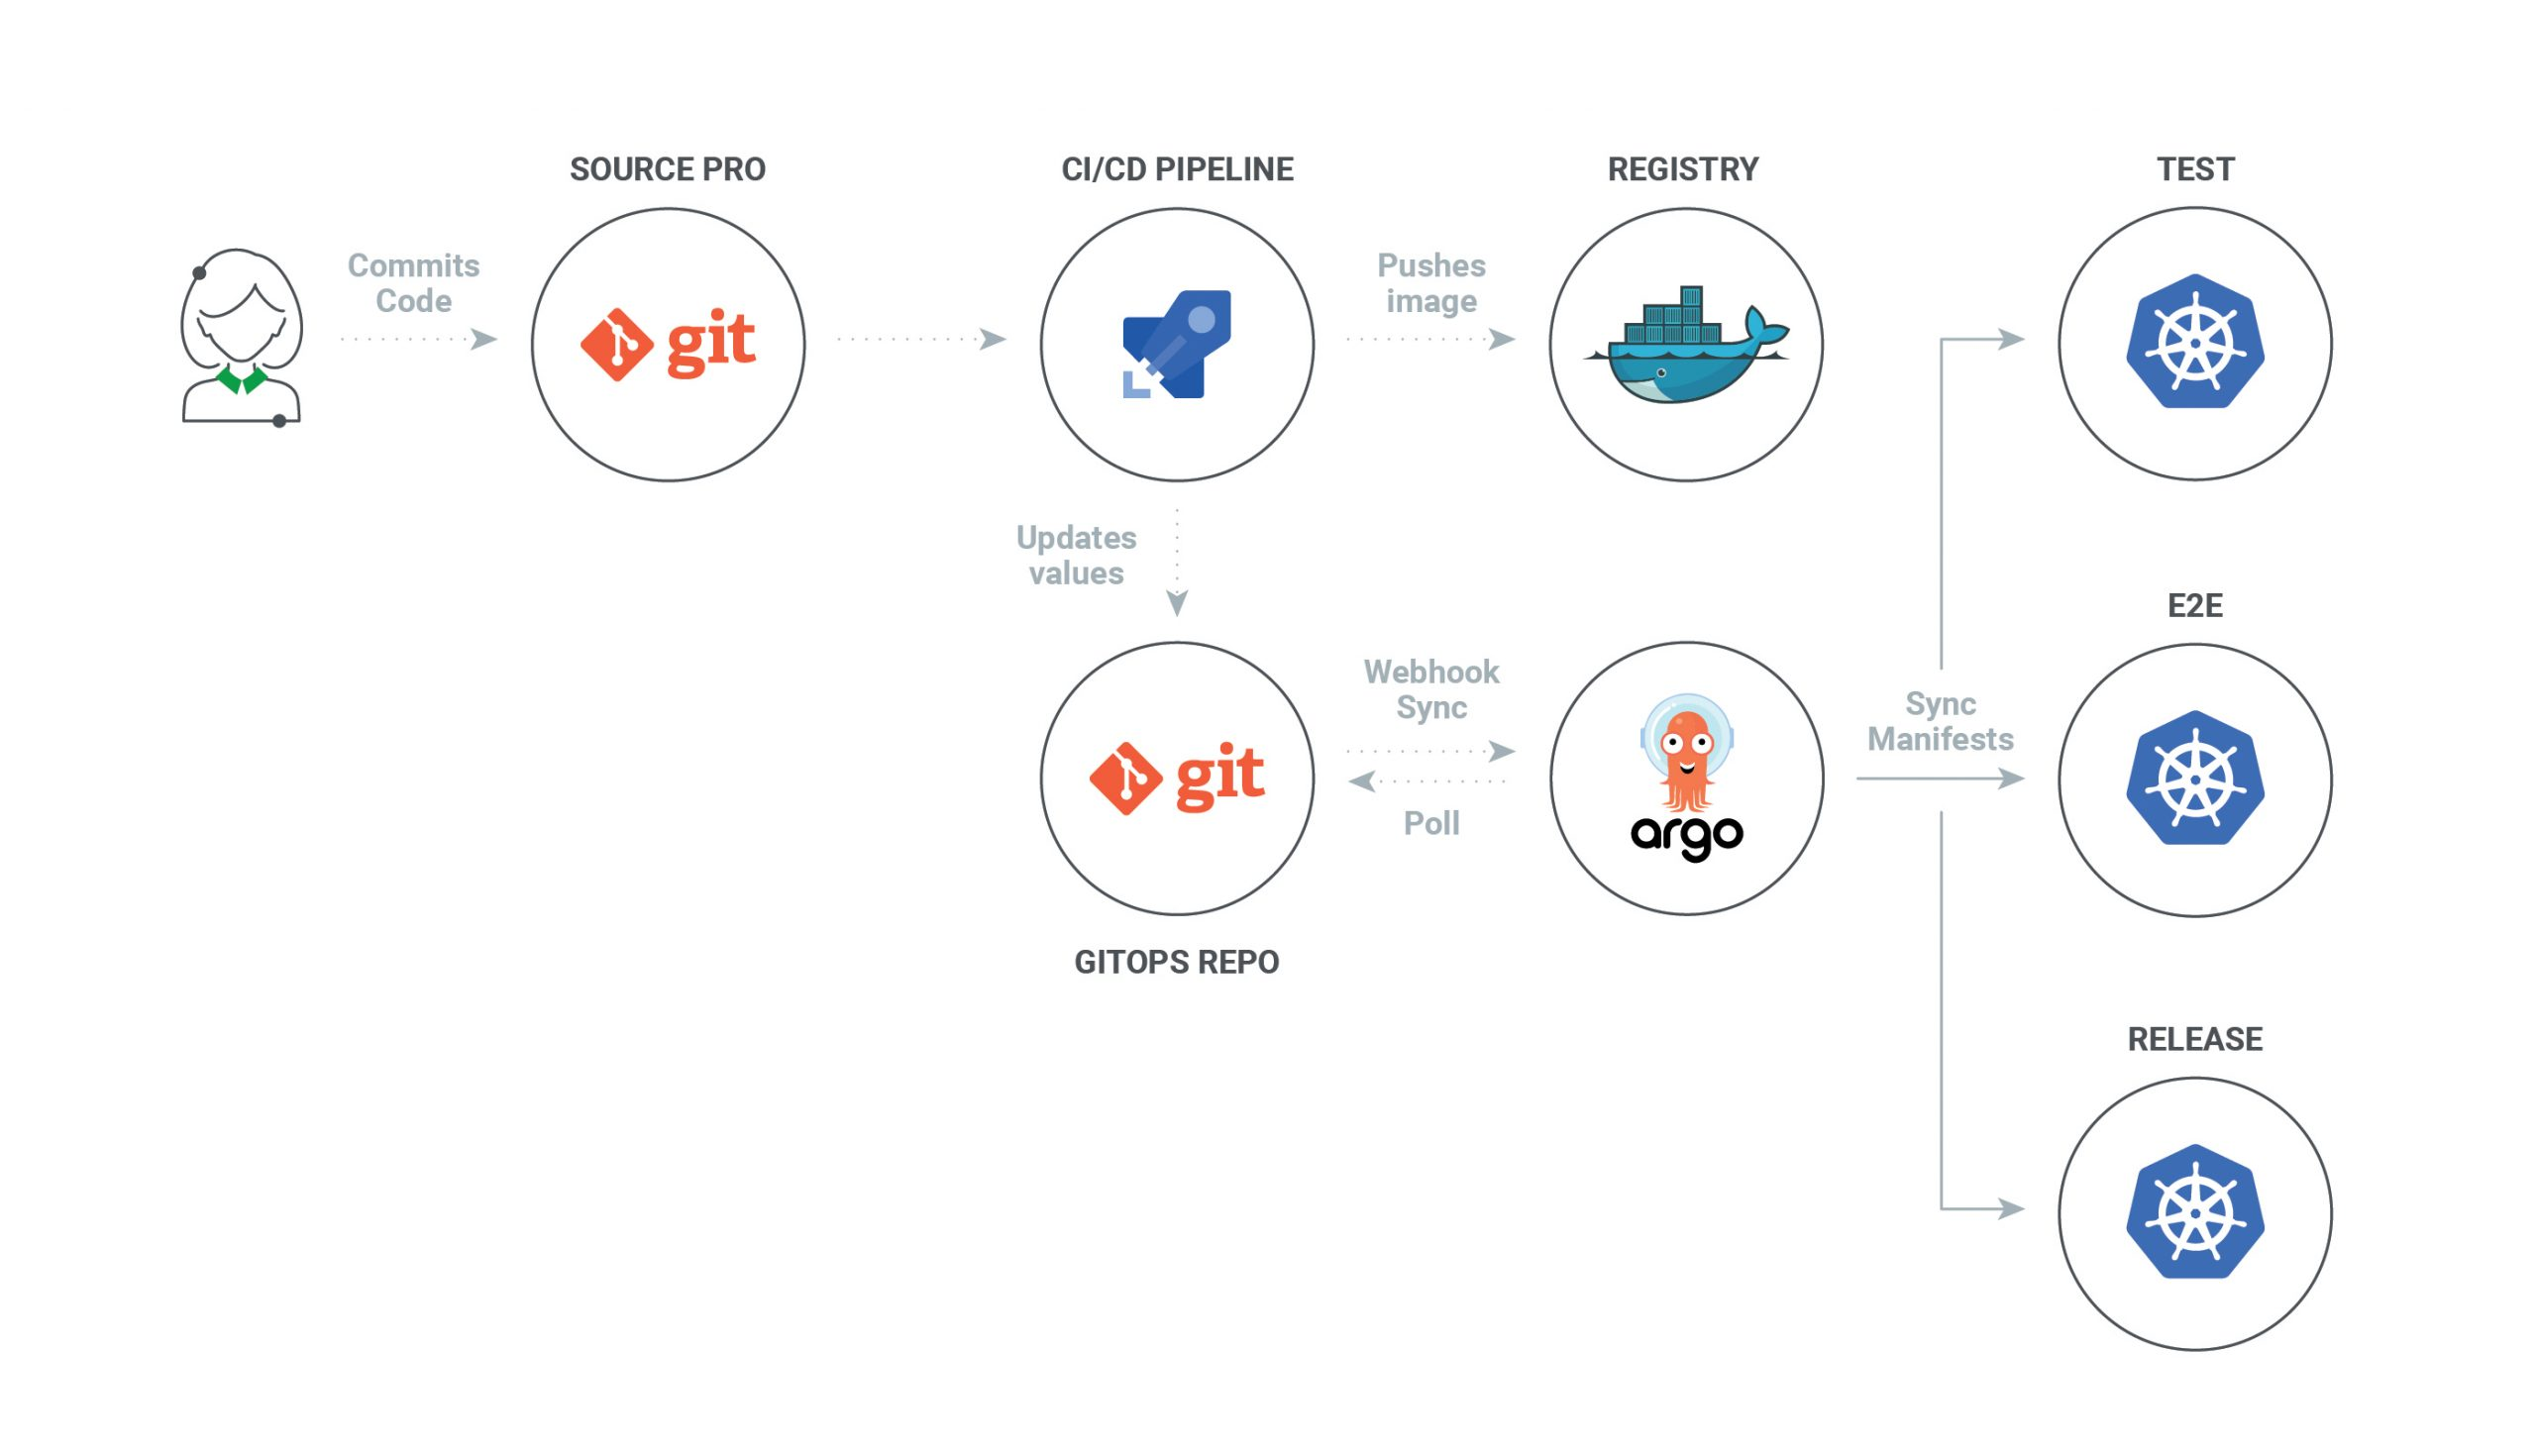 SOURCE PRO
CI/CD PIPELINE
REGISTRY
TEST
Commits
Code
git
Pushes
image
Updates
values
E2E
git
Webhook
Sync
Poll
argo
Sync
Manifests
GITOPS REPO
RELEASE